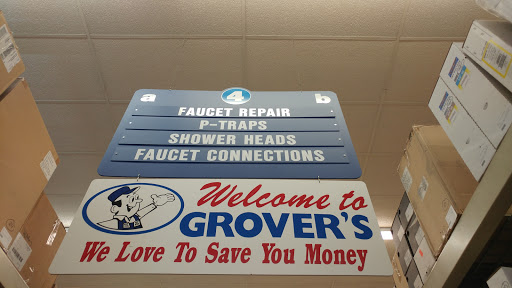 a 4 b
FAUCET REPAIR
P-TRAPS
SHOWER HEADS
FAUCET CONNECTIONS
Welcome to
GROVER'S
We Love To Save You Money